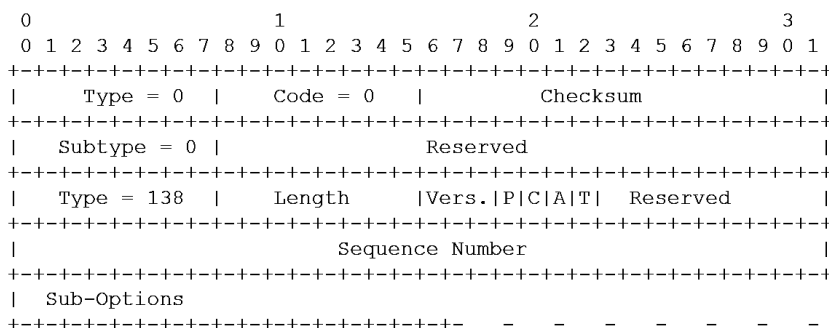 0                   1                   2                   3
 0 1 2 3 4 5 6 7 8 9 0 1 2 3 4 5 6 7 8 9 0 1 2 3 4 5 6 7 8 9 0 1
+-+-+-+-+-+-+-+-+-+-+-+-+-+-+-+-+-+-+-+-+-+-+-+-+-+-+-+-+-+-+-+-+
|     Type = 0  |    Code = 0   |         Checksum              |
+-+-+-+-+-+-+-+-+-+-+-+-+-+-+-+-+-+-+-+-+-+-+-+-+-+-+-+-+-+-+-+-+
|   Subtype = 0 |                Reserved                       |
+-+-+-+-+-+-+-+-+-+-+-+-+-+-+-+-+-+-+-+-+-+-+-+-+-+-+-+-+-+-+-+-+
|   Type = 138  |    Length     |Vers.|P|C|A|T|  Reserved       |
+-+-+-+-+-+-+-+-+-+-+-+-+-+-+-+-+-+-+-+-+-+-+-+-+-+-+-+-+-+-+-+-+
|                         Sequence Number                       |
+-+-+-+-+-+-+-+-+-+-+-+-+-+-+-+-+-+-+-+-+-+-+-+-+-+-+-+-+-+-+-+-+
|  Sub-Options
+-+-+-+-+-+-+-+-+-+-+-+-+-+-+-+-+-+-   -   -   -   -   -   -   -